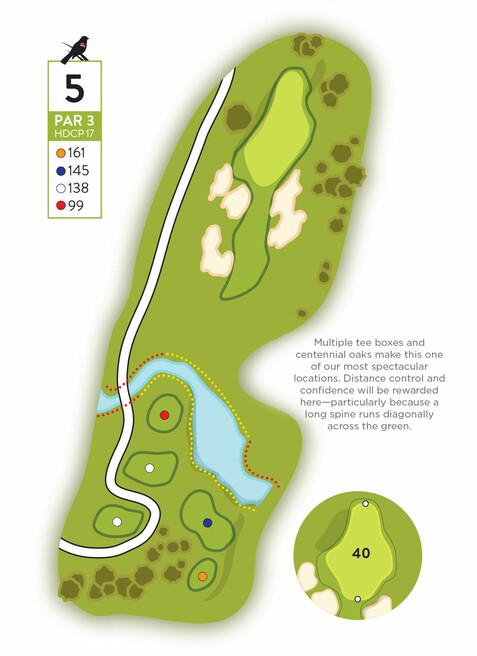 5
PAR 3
HDCP 17
161
145
138
99
Multiple tee boxes and
centennial oaks make this one
of our most spectacular
locations. Distance control and
confidence will be rewarded
here—particularly because a
long spine runs diagonally
across the green.
40